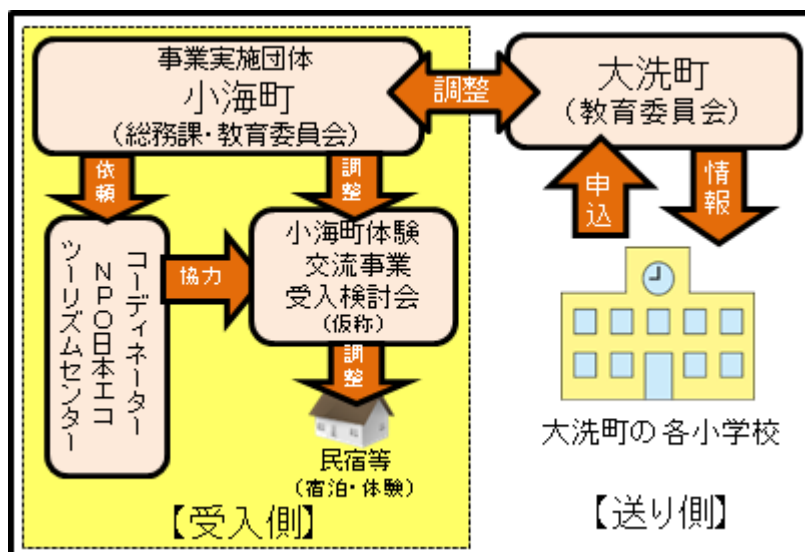 事業実施団体
小海町
(総務課・教育委員会)
調整
大洗町
(教育委員会)
依頼
調整
申込
情報
コーディネーター
NPO日本エコ
ツーリズムセンター
協力
小海町体験
交流事業
受入検討会
(仮称)
調整
民宿等
(宿泊・体験)
【受入側】
大洗町の各小学校
【送り側】